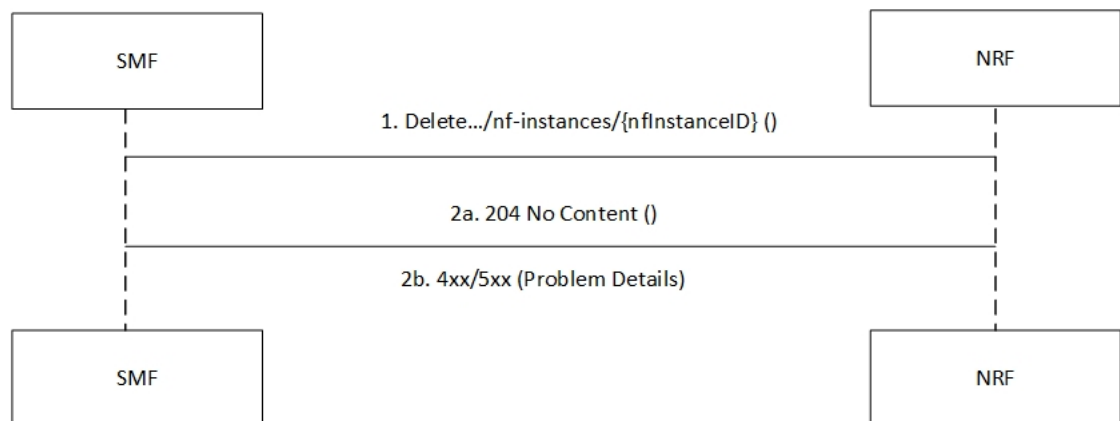 SMF
NRF
1. Delete.../nf-instances/{nfInstanceID} ()
2a. 204 No Content ()
2b. 4xx/5xx (Problem Details)
SMF
NRF